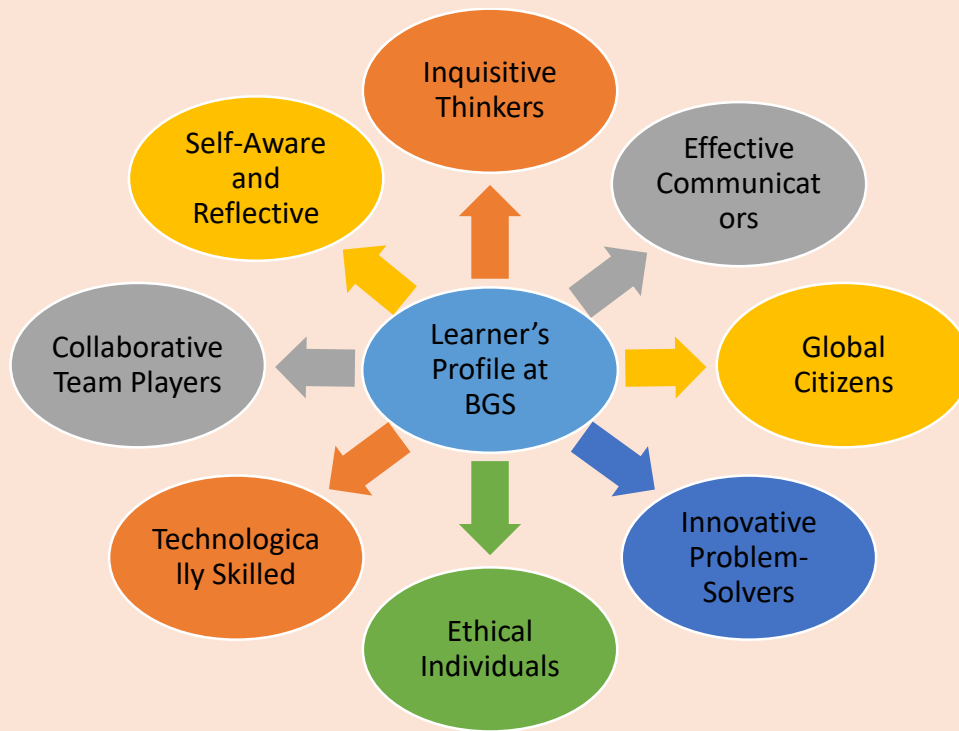 Inquisitive
Thinkers
Effective
Communicat
ors
Global
Citizens
Innovative
Problem-
Solvers
Ethical
Individuals
Technologica
lly Skilled
Collaborative
Team Players
Self-Aware
and
Reflective
Learner’s
Profile at
BGS